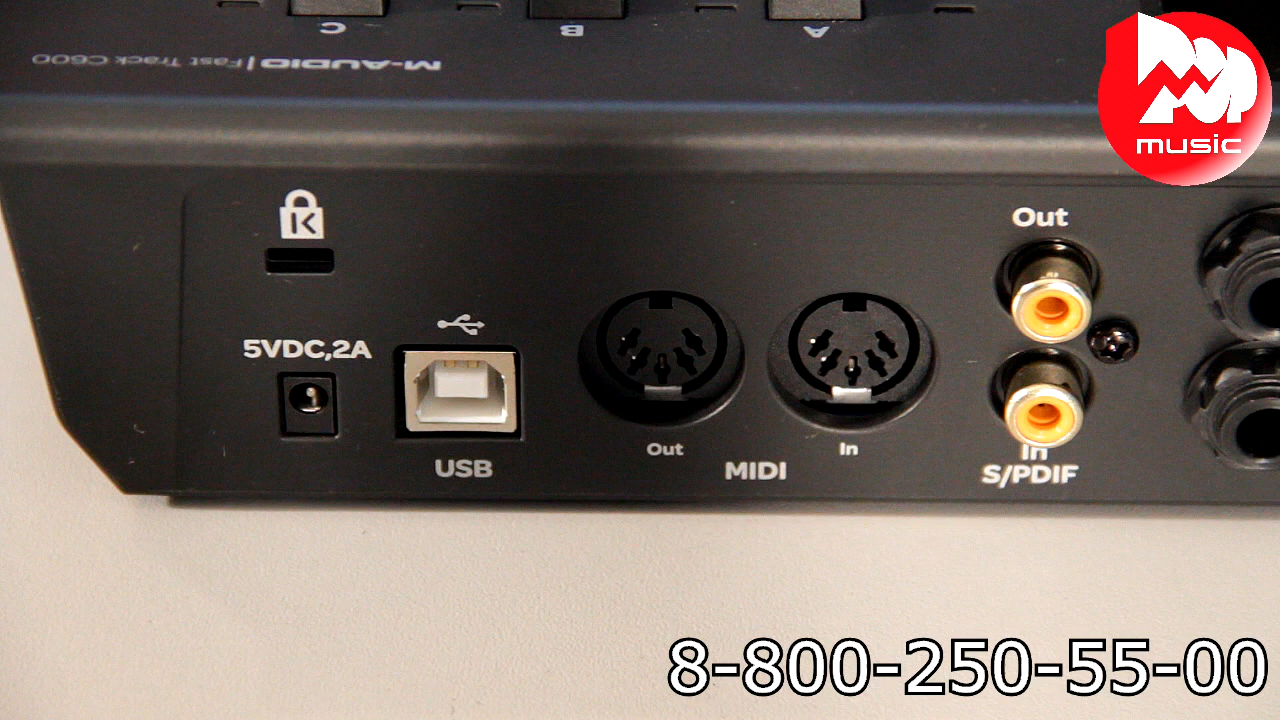 C B A
M-AUDIO | Fast Track C600
POP
music
K
Out
5VDC,2A
USB
Out
In
MIDI
In
S/PDIF
8-800-250-55-00